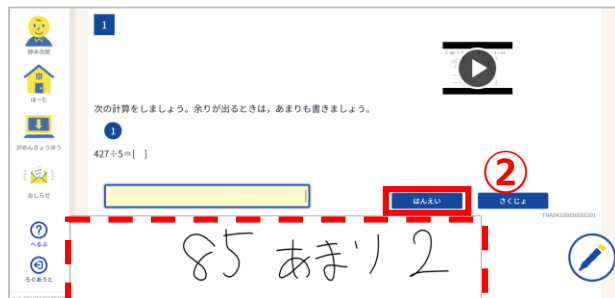 1
次の計算をしましょう。余りが出るときは、あまりも書きましょう。
1
427÷5=[ ]
はんえい
②
さくじょ
TNA04100050010201
85 あまり 2
ほーむ
がめんきょうゆう
おしらせ
へるぷ
ろぐあうと